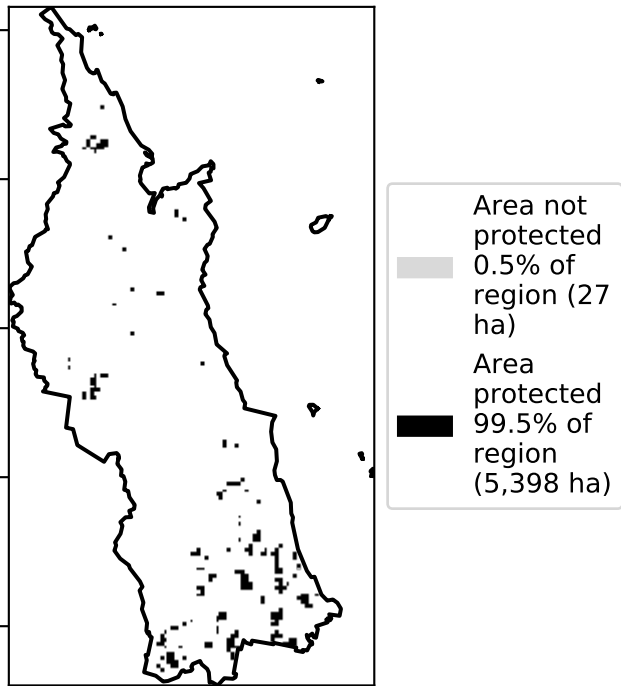 Area not
protected
0.5% of
region (27
ha)
Area
protected
99.5% of
region
(5,398 ha)